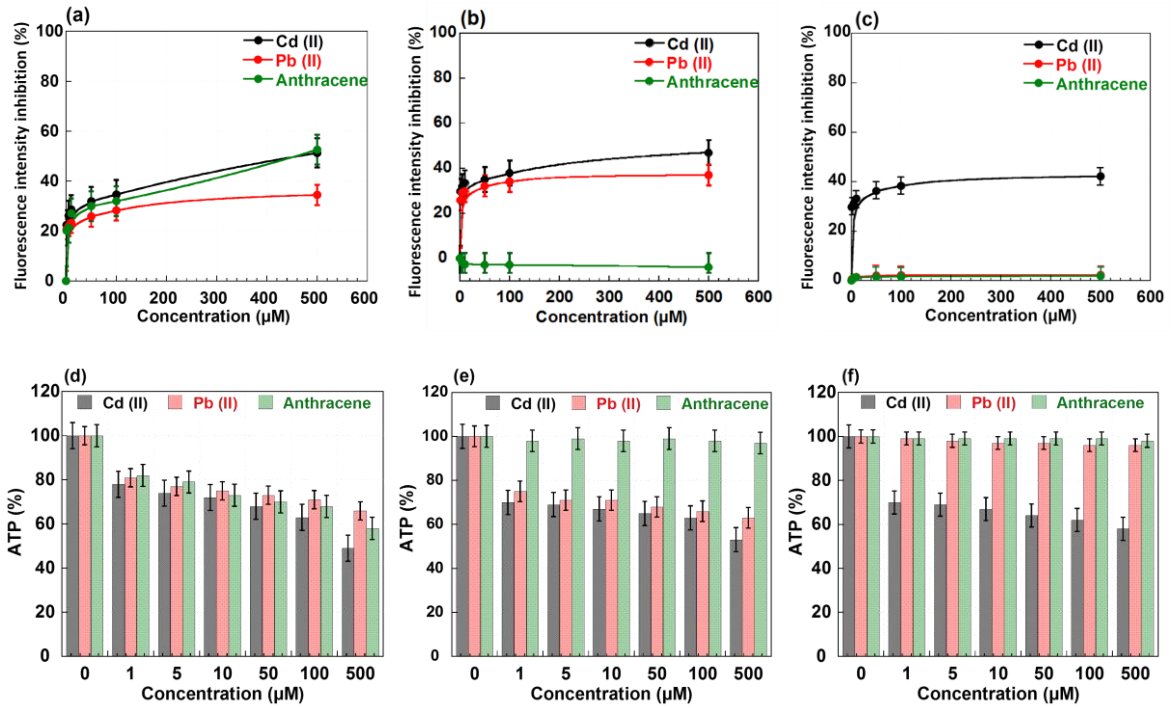 (a)
Fluorescence intensity inhibition (%)
100
80
60
40
20
0
Cd (II)
Pb (II)
Anthracene
0 100 200 300 400 500 600
Concentration (µM)
(b)
Fluorescence intensity inhibition (%)
100
80
60
40
20
0
Cd (II)
Pb (II)
Anthracene
0 100 200 300 400 500 600
Concentration (µM)
(c)
Fluorescence intensity inhibition (%)
100
80
60
40
20
0
Cd (II)
Pb (II)
Anthracene
0 100 200 300 400 500 600
Concentration (µM)
(d)
ATP (%)
120
100
80
60
40
20
0
Cd (II) Pb (II) Anthracene
0 1 5 10 50 100 500
Concentration (µM)
(e)
ATP (%)
120
100
80
60
40
20
0
Cd (II) Pb (II) Anthracene
0 1 5 10 50 100 500
Concentration (µM)
(f)
ATP (%)
120
100
80
60
40
20
0
Cd (II) Pb (II) Anthracene
0 1 5 10 50 100 500
Concentration (µM)